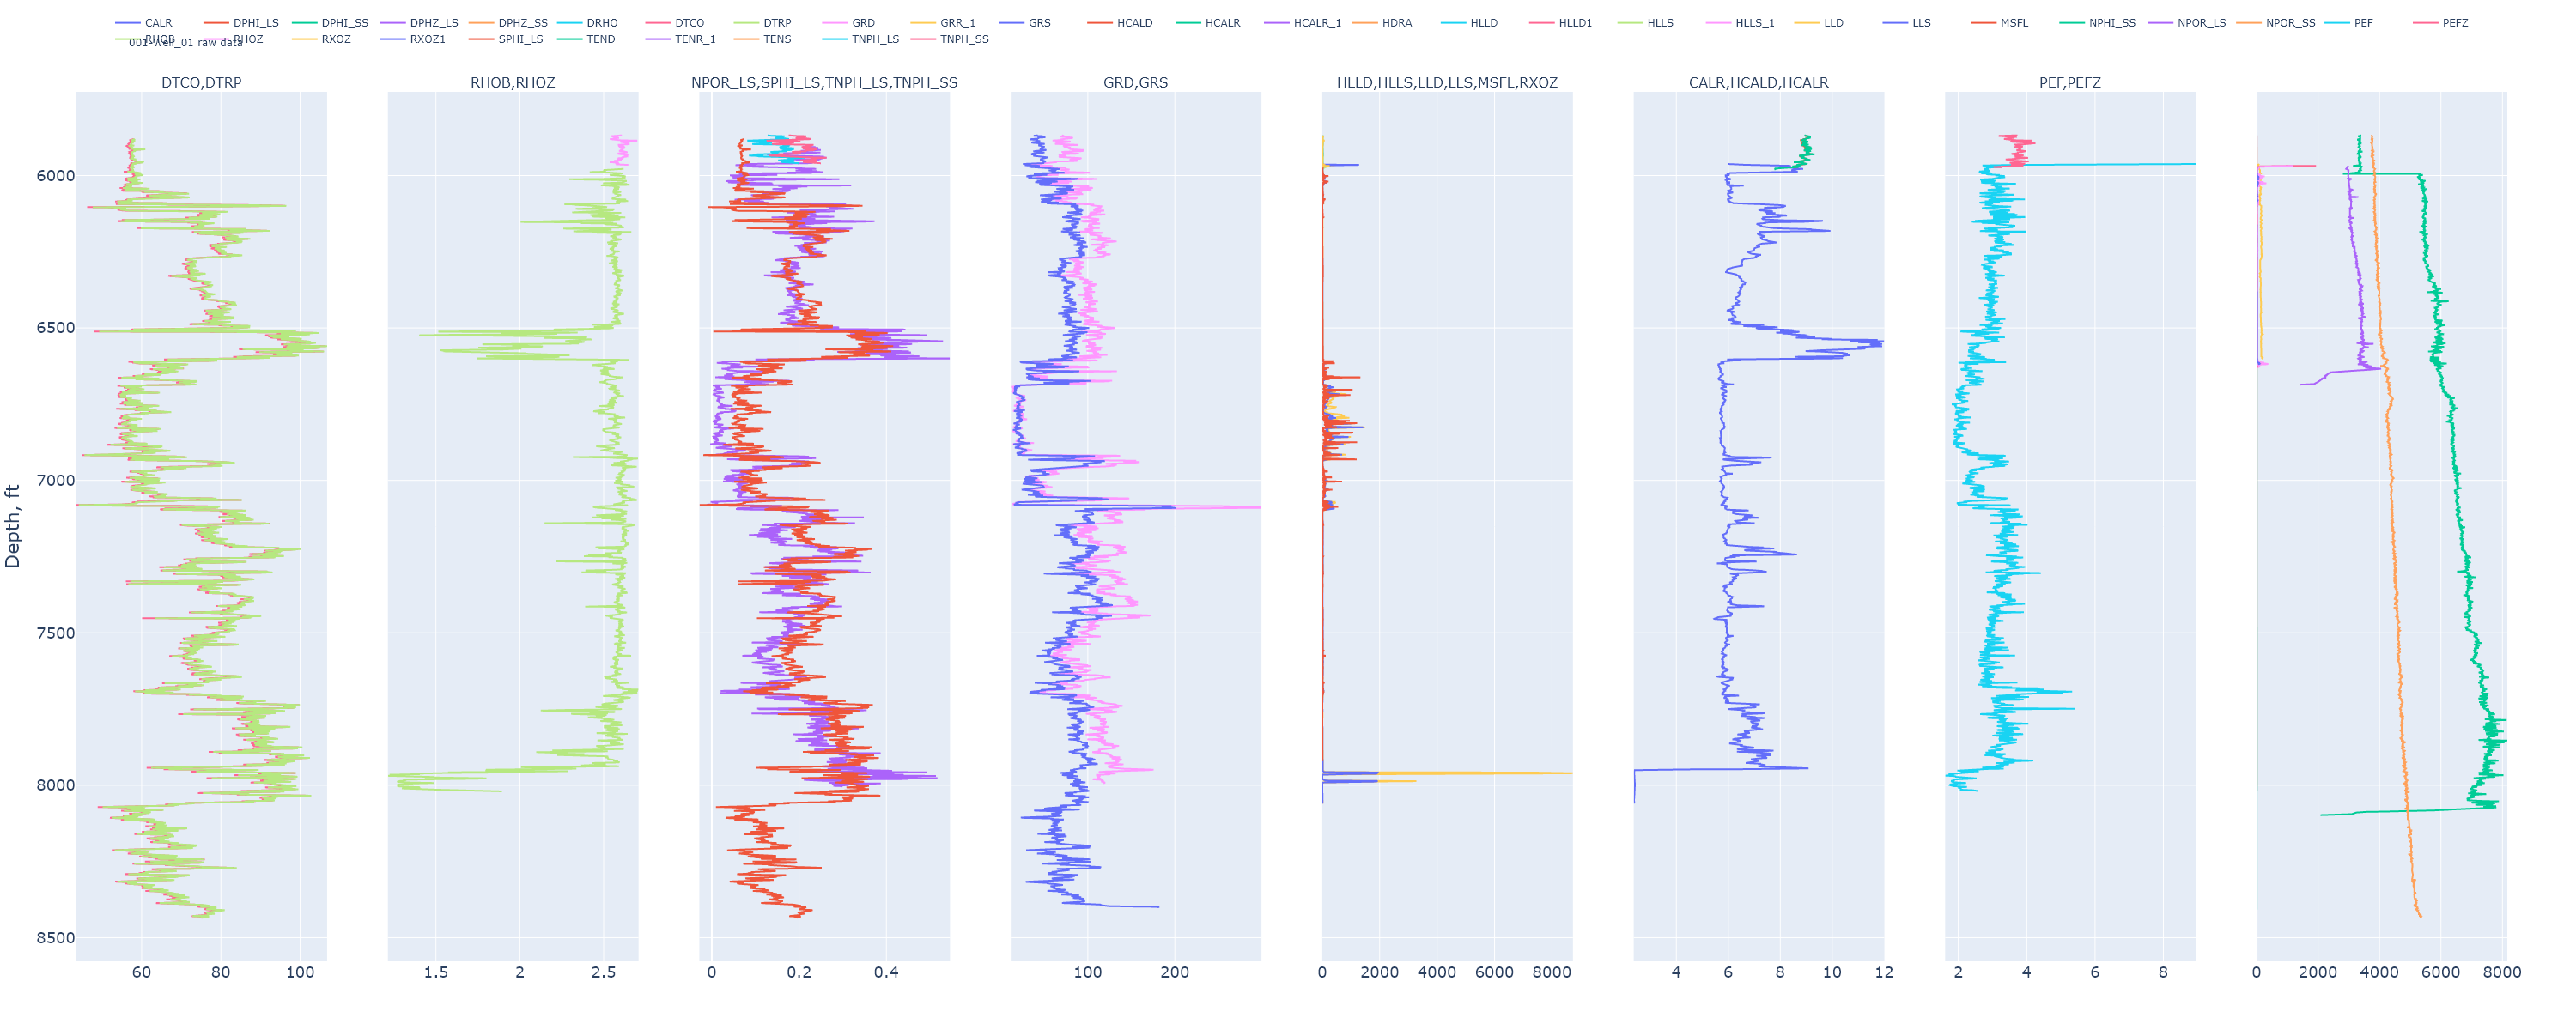 CALR DPHI_LS DPHI_SS DPHZ_LS DPHZ_SS DRHO DTCO DTRP GRD GRR_1 GRS HCALD HCALR HCALR_1 HDRA HLLD HLLD1 HLLS HLLS_1 LLD LLS MSFL NPHI_SS NPOR_LS NPOR_SS PEF PEFZ
RHOB RHOZ RXOZ RXOZ1 SPHI_LS TEND TENR_1 TENS TNPH_LS TNPH_SS
001-Well_01 raw data
DTCO,DTRP RHOB,RHOZ NPOR_LS,SPHI_LS,TNPH_LS,TNPH_SS GRD,GRS HLLD,HLLS,LLD,LLS,MSFL,RXOZ CALR,HCALD,HCALR PEF,PEFZ
6000
6500
7000
7500
8000
8500
Depth, ft
60 80 100 1.5 2 2.5 0 0.2 0.4 100 200 0 2000 4000 6000 8000 4 6 8 10 12 2 4 6 8 0 2000 4000 6000 8000